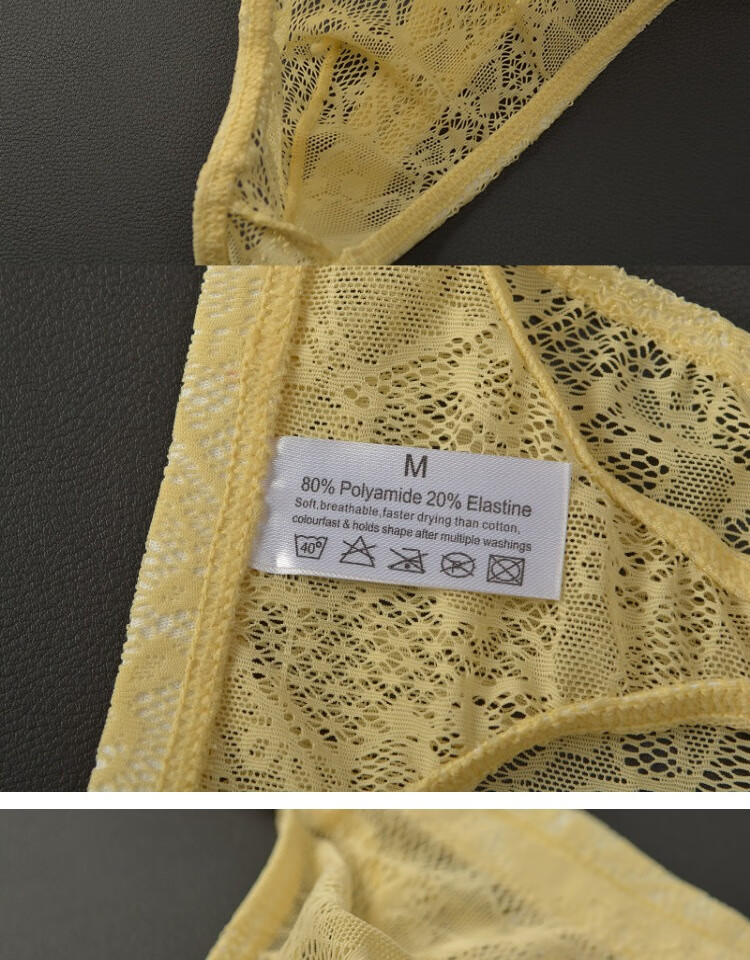 M
80% Polyamide 20% Elastine
Soft,breathable,faster drying than cotton,
colourfast & holds shape after multiple washings
40°